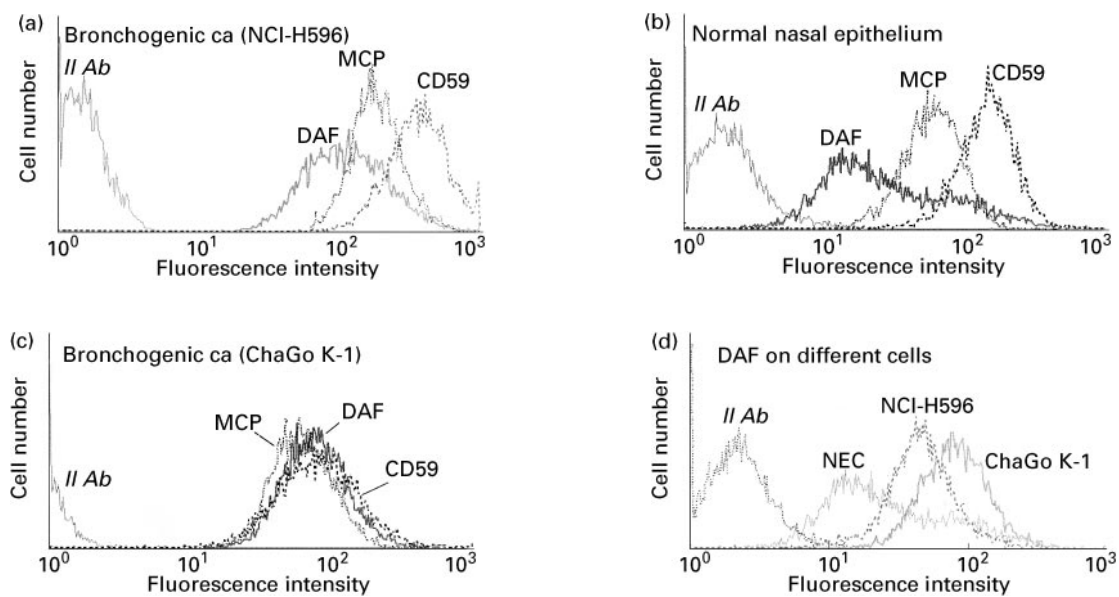 (a)
Bronchogenic ca (NCI-H596)
II Ab
MCP
CD59
DAF
Cell number
10⁰
10¹
10²
10³
Fluorescence intensity
(b)
Normal nasal epithelium
II Ab
MCP
CD59
DAF
Cell number
10⁰
10¹
10²
10³
Fluorescence intensity
(c)
Bronchogenic ca (ChaGo K-1)
MCP
DAF
II Ab
CD59
Cell number
10⁰
10¹
10²
10³
Fluorescence intensity
(d)
DAF on different cells
II Ab
NCI-H596
NEC
ChaGo K-1
Cell number
10⁰
10¹
10²
10³
Fluorescence intensity